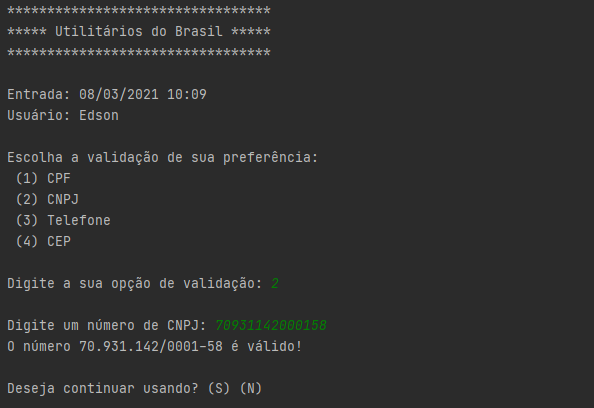 *********************************
***** Utilitários do Brasil *****
*********************************
Entrada: 08/03/2021 10:09
Usuário: Edson
Escolha a validação de sua preferência:
(1) CPF
(2) CNPJ
(3) Telefone
(4) CEP
Digite a sua opção de validação: 2
Digite um número de CNPJ: 70931142000158
O número 70.931.142/0001-58 é válido!
Deseja continuar usando? (S) (N)